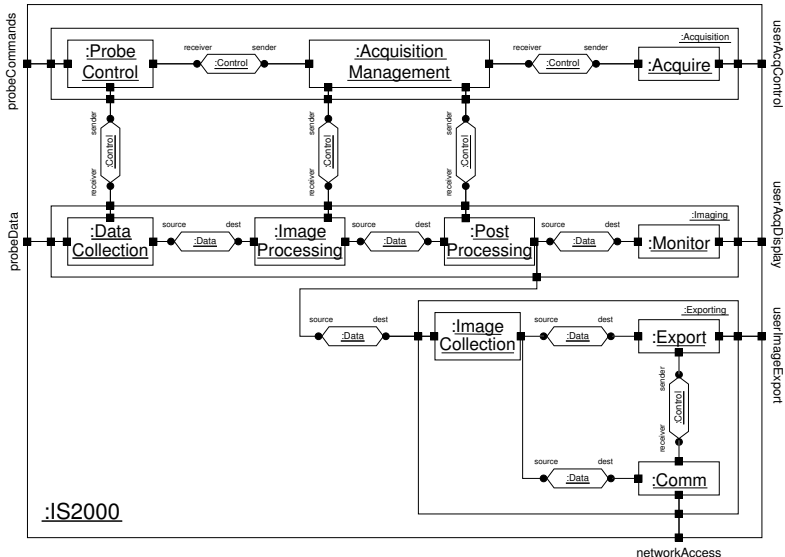 probeCommands
:Probe
Control
receiver
sender
:Control
:Acquisition
Management
receiver
sender
:Control
:Acquisition
:Acquire
userAcqControl
sender
:Control
receiver
sender
:Control
receiver
sender
:Control
receiver
probeData
:Data
Collection
source
dest
:Data
:Image
Processing
source
dest
:Data
:Post
Processing
source
dest
:Data
:Imaging
:Monitor
userAcqDisplay
source
dest
:Data
:Image
Collection
source
dest
:Data
:Exporting
:Export
userImageExport
sender
:Control
receiver
source
dest
:Data
:Comm
:IS2000
networkAccess